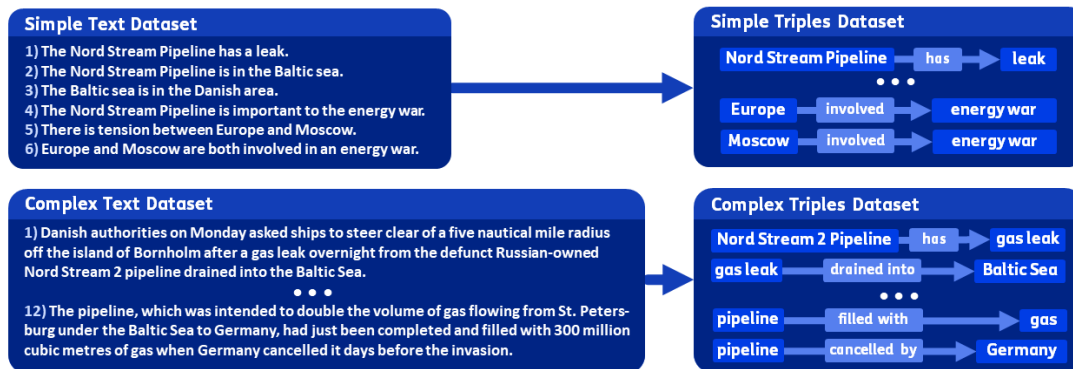 Simple Text Dataset
1) The Nord Stream Pipeline has a leak.
2) The Nord Stream Pipeline is in the Baltic sea.
3) The Baltic sea is in the Danish area.
4) The Nord Stream Pipeline is important to the energy war.
5) There is tension between Europe and Moscow.
6) Europe and Moscow are both involved in an energy war.
Simple Triples Dataset
Nord Stream Pipeline has leak
• • •
Europe involved energy war
Moscow involved energy war
Complex Text Dataset
1) Danish authorities on Monday asked ships to steer clear of a five nautical mile radius
off the island of Bornholm after a gas leak overnight from the defunct Russian-owned
Nord Stream 2 pipeline drained into the Baltic Sea.
• • •
12) The pipeline, which was intended to double the volume of gas flowing from St. Peters-
burg under the Baltic Sea to Germany, had just been completed and filled with 300 million
cubic metres of gas when Germany cancelled it days before the invasion.
Complex Triples Dataset
Nord Stream 2 Pipeline has gas leak
gas leak drained into Baltic Sea
• • •
pipeline filled with gas
pipeline cancelled by Germany